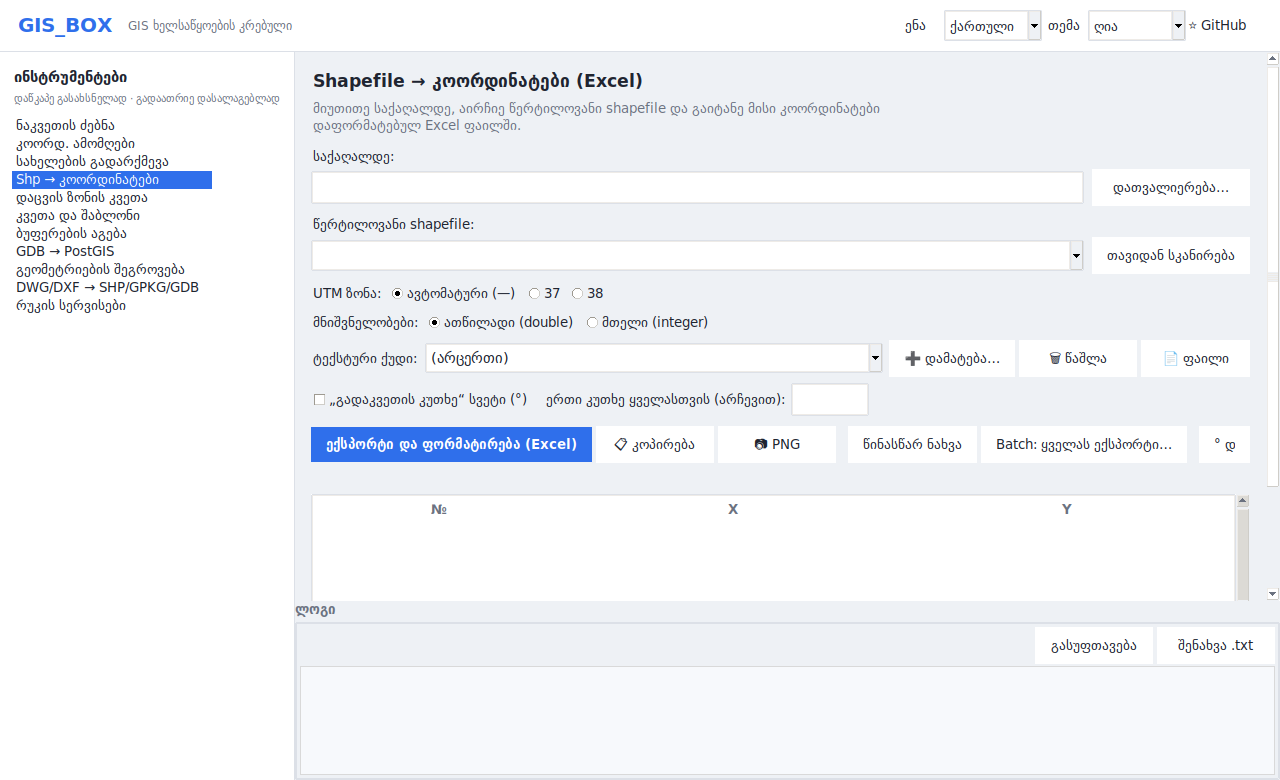 GIS_BOX GIS ხელსაწყოების კრებული ენა ქართული თემა ღია ⭐ GitHub
ინსტრუმენტები
დაწკაპე გასახსნელად · გადაათრიე დასალაგებლად
ნაკვეთის ძებნა
კოორდ. ამომღები
სახელების გადარქმევა
Shp → კოორდინატები
დაცვის ზონის კვეთა
კვეთა და შაბლონი
ბუფერების აგება
GDB → PostGIS
გეომეტრიების შეგროვება
DWG/DXF → SHP/GPKG/GDB
რუკის სერვისები
Shapefile → კოორდინატები (Excel)
მიუთითე საქაღალდე, აირჩიე წერტილოვანი shapefile და გაიტანე მისი კოორდინატები
დაფორმატებულ Excel ფაილში.
საქაღალდე:
დათვალიერება…
წერტილოვანი shapefile:
თავიდან სკანირება
UTM ზონა: ავტომატური (—) 37 38
მნიშვნელობები: ათწილადი (double) მთელი (integer)
ტექსტური ქუდი: (არცერთი) ➕ დამატება… 🗑 წაშლა 📄 ფაილი
„გადაკვეთის კუთხე“ სვეტი (°) ერთი კუთხე ყველასთვის (არჩევით):
ექსპორტი და ფორმატირება (Excel) 📋 კოპირება 📷 PNG წინასწარ ნახვა Batch: ყველას ექსპორტი… ° დ
№ X Y
ლოგი
გასუფთავება შენახვა .txt